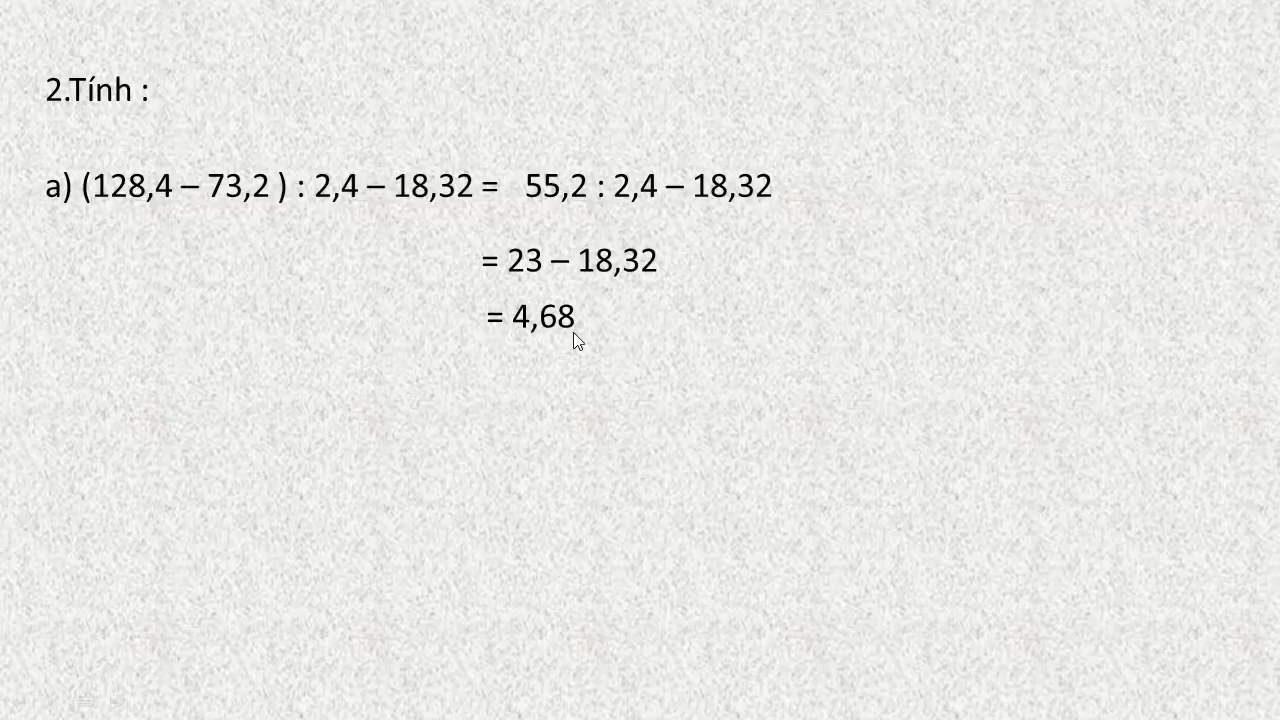 2.Tính :
a) (128,4 – 73,2 ) : 2,4 – 18,32 = 55,2 : 2,4 – 18,32
= 23 – 18,32
= 4,68